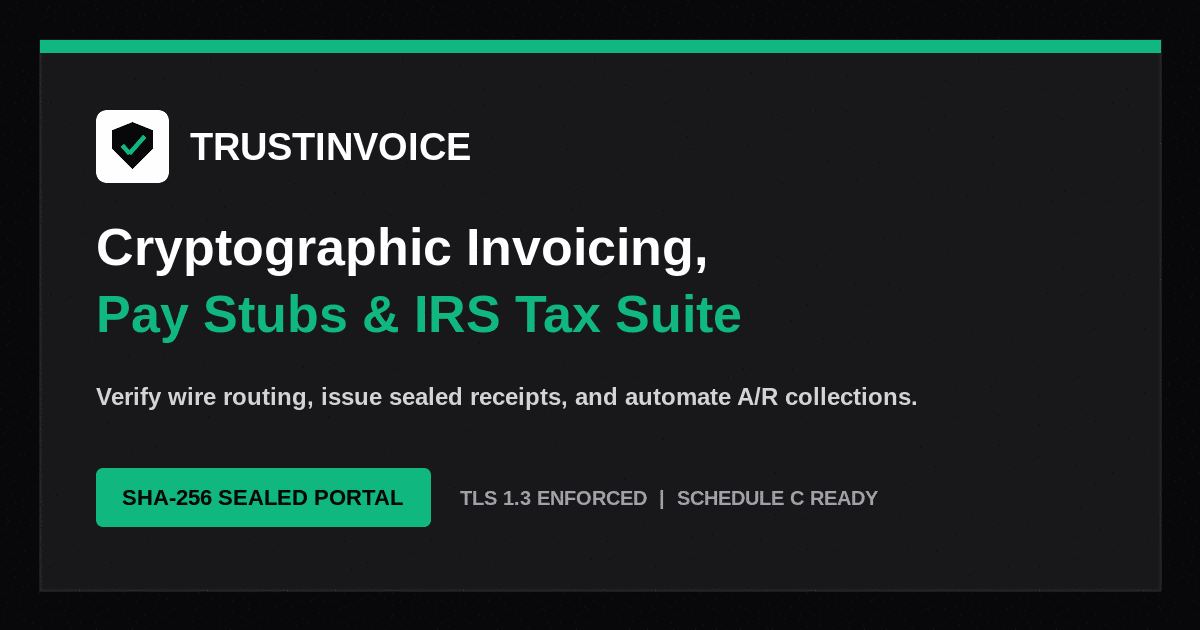 TRUSTINVOICE
Cryptographic Invoicing,
Pay Stubs & IRS Tax Suite
Verify wire routing, issue sealed receipts, and automate A/R collections.
SHA-256 SEALED PORTAL
TLS 1.3 ENFORCED | SCHEDULE C READY